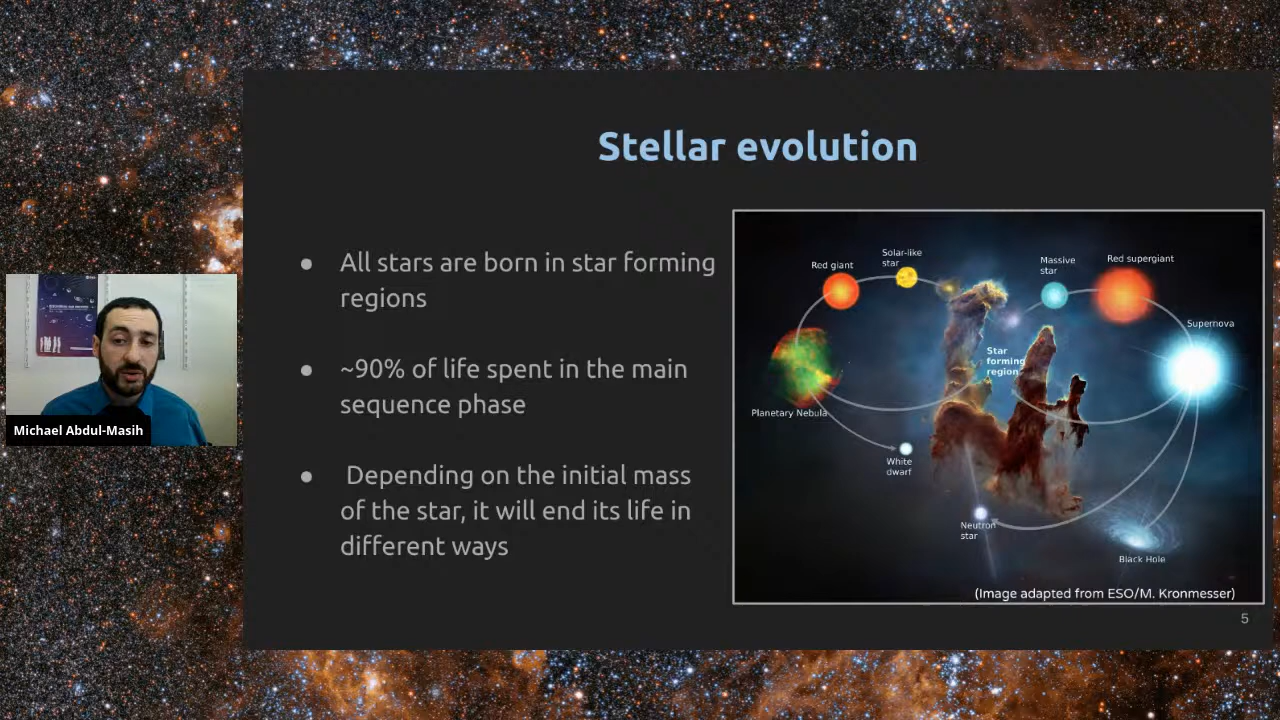 Stellar evolution
● All stars are born in star forming
regions
● ~90% of life spent in the main
sequence phase
● Depending on the initial mass
of the star, it will end its life in
different ways
Red giant
Solar-like
star
Massive
star
Red supergiant
Supernova
Star
forming
region
Planetary Nebula
White
dwarf
Neutron
star
Black Hole
(Image adapted from ESO/M. Kronmesser)
5
Michael Abdul-Masih